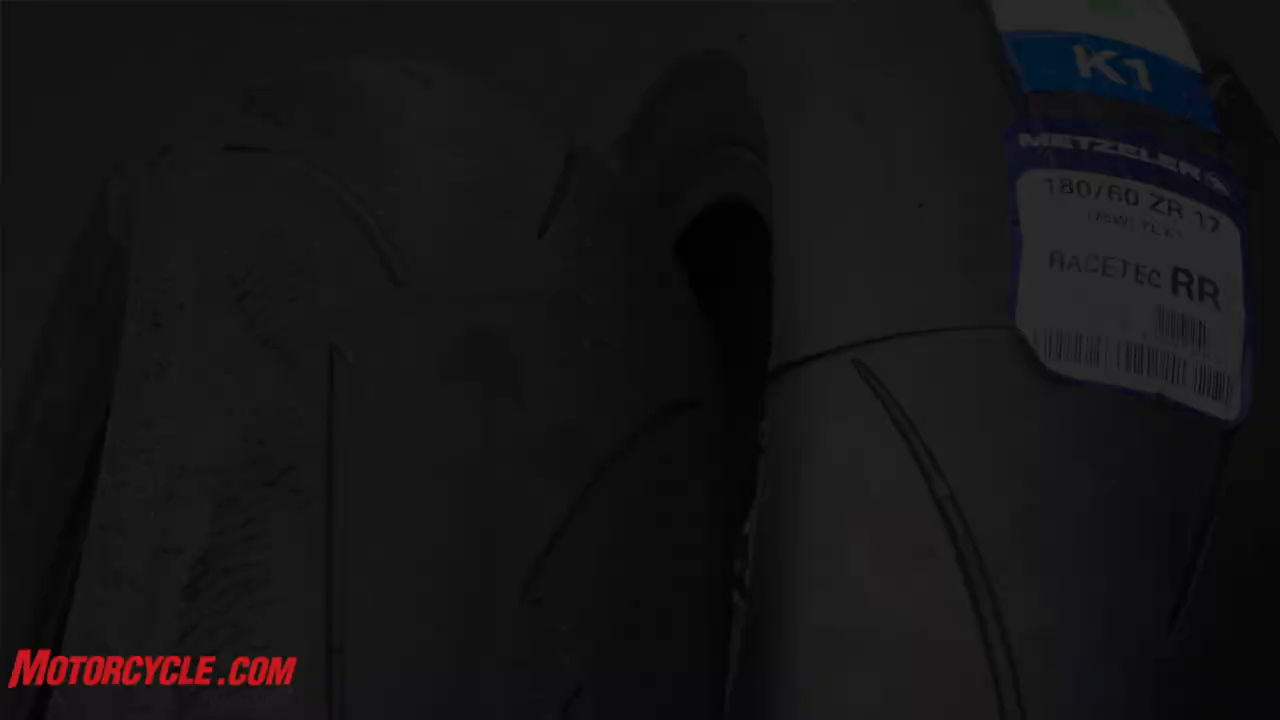 K1
METZELER
180/60 ZR 17
RACETEC RR
MOTORCYCLE.COM